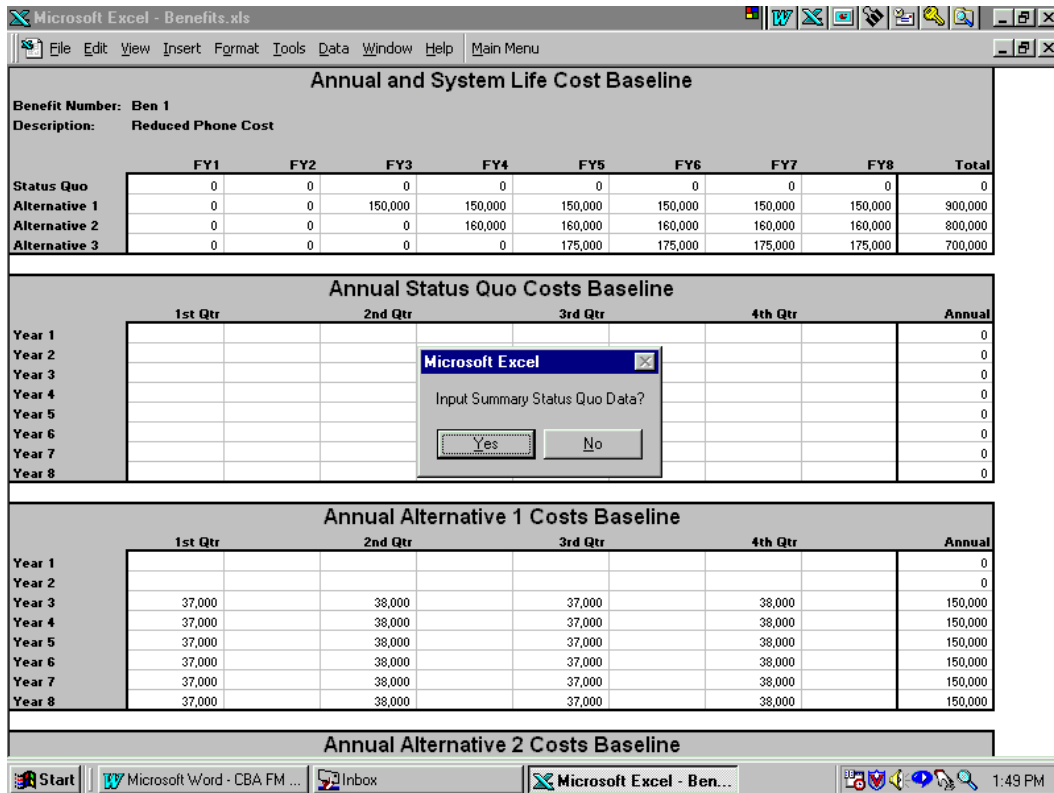 Microsoft Excel - Benefits.xls
File Edit View Insert Format Tools Data Window Help Main Menu
Annual and System Life Cost Baseline
Benefit Number: Ben 1
Description: Reduced Phone Cost
FY1 FY2 FY3 FY4 FY5 FY6 FY7 FY8 Total
Status Quo 0 0 0 0 0 0 0 0 0
Alternative 1 0 0 150,000 150,000 150,000 150,000 150,000 150,000 900,000
Alternative 2 0 0 0 160,000 160,000 160,000 160,000 160,000 800,000
Alternative 3 0 0 0 0 175,000 175,000 175,000 175,000 700,000
Annual Status Quo Costs Baseline
1st Qtr 2nd Qtr 3rd Qtr 4th Qtr Annual
Year 1 0
Year 2 0
Year 3 0
Year 4 0
Year 5 0
Year 6 0
Year 7 0
Year 8 0
Microsoft Excel
Input Summary Status Quo Data?
Yes No
Annual Alternative 1 Costs Baseline
1st Qtr 2nd Qtr 3rd Qtr 4th Qtr Annual
Year 1 0
Year 2 0
Year 3 37,000 38,000 37,000 38,000 150,000
Year 4 37,000 38,000 37,000 38,000 150,000
Year 5 37,000 38,000 37,000 38,000 150,000
Year 6 37,000 38,000 37,000 38,000 150,000
Year 7 37,000 38,000 37,000 38,000 150,000
Year 8 37,000 38,000 37,000 38,000 150,000
Annual Alternative 2 Costs Baseline
Start Microsoft Word - CBA FM ... Inbox Microsoft Excel - Ben... 1:49 PM